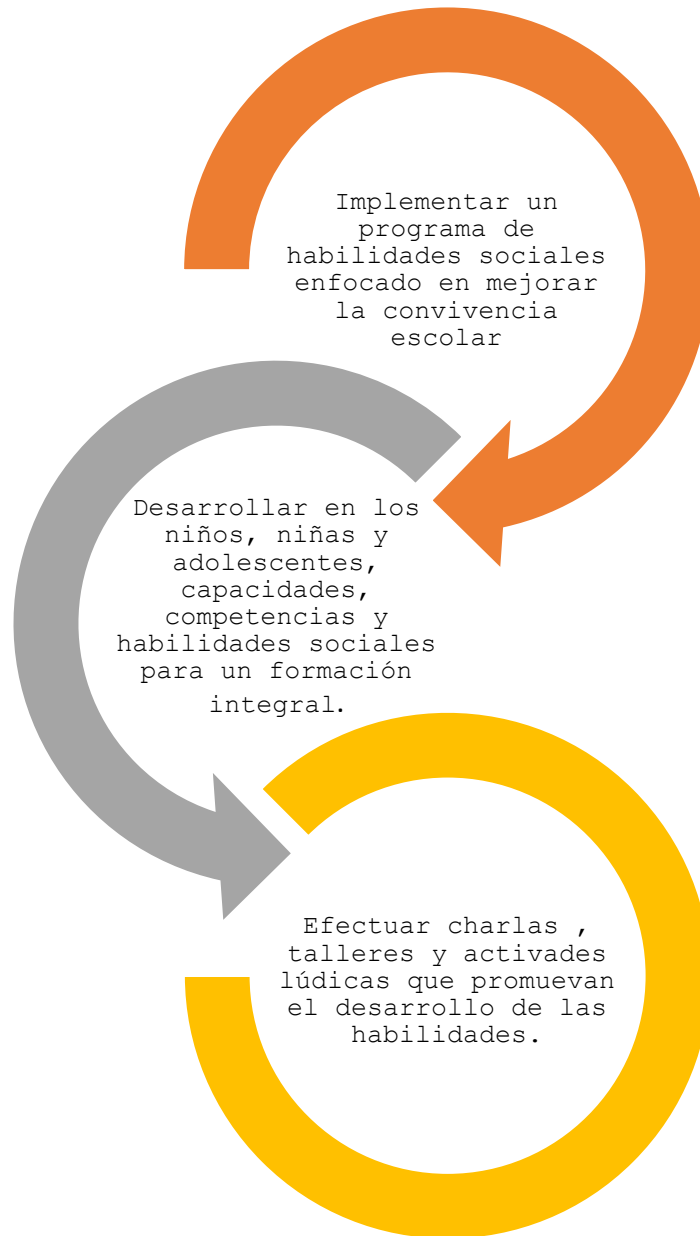 Implementar un
programa de
habilidades sociales
enfocado en mejorar
la convivencia
escolar
Desarrollar en los
niños, niñas y
adolescentes,
capacidades,
competencias y
habilidades sociales
para un formación
integral.
Efectuar charlas ,
talleres y activades
lúdicas que promuevan
el desarrollo de las
habilidades.